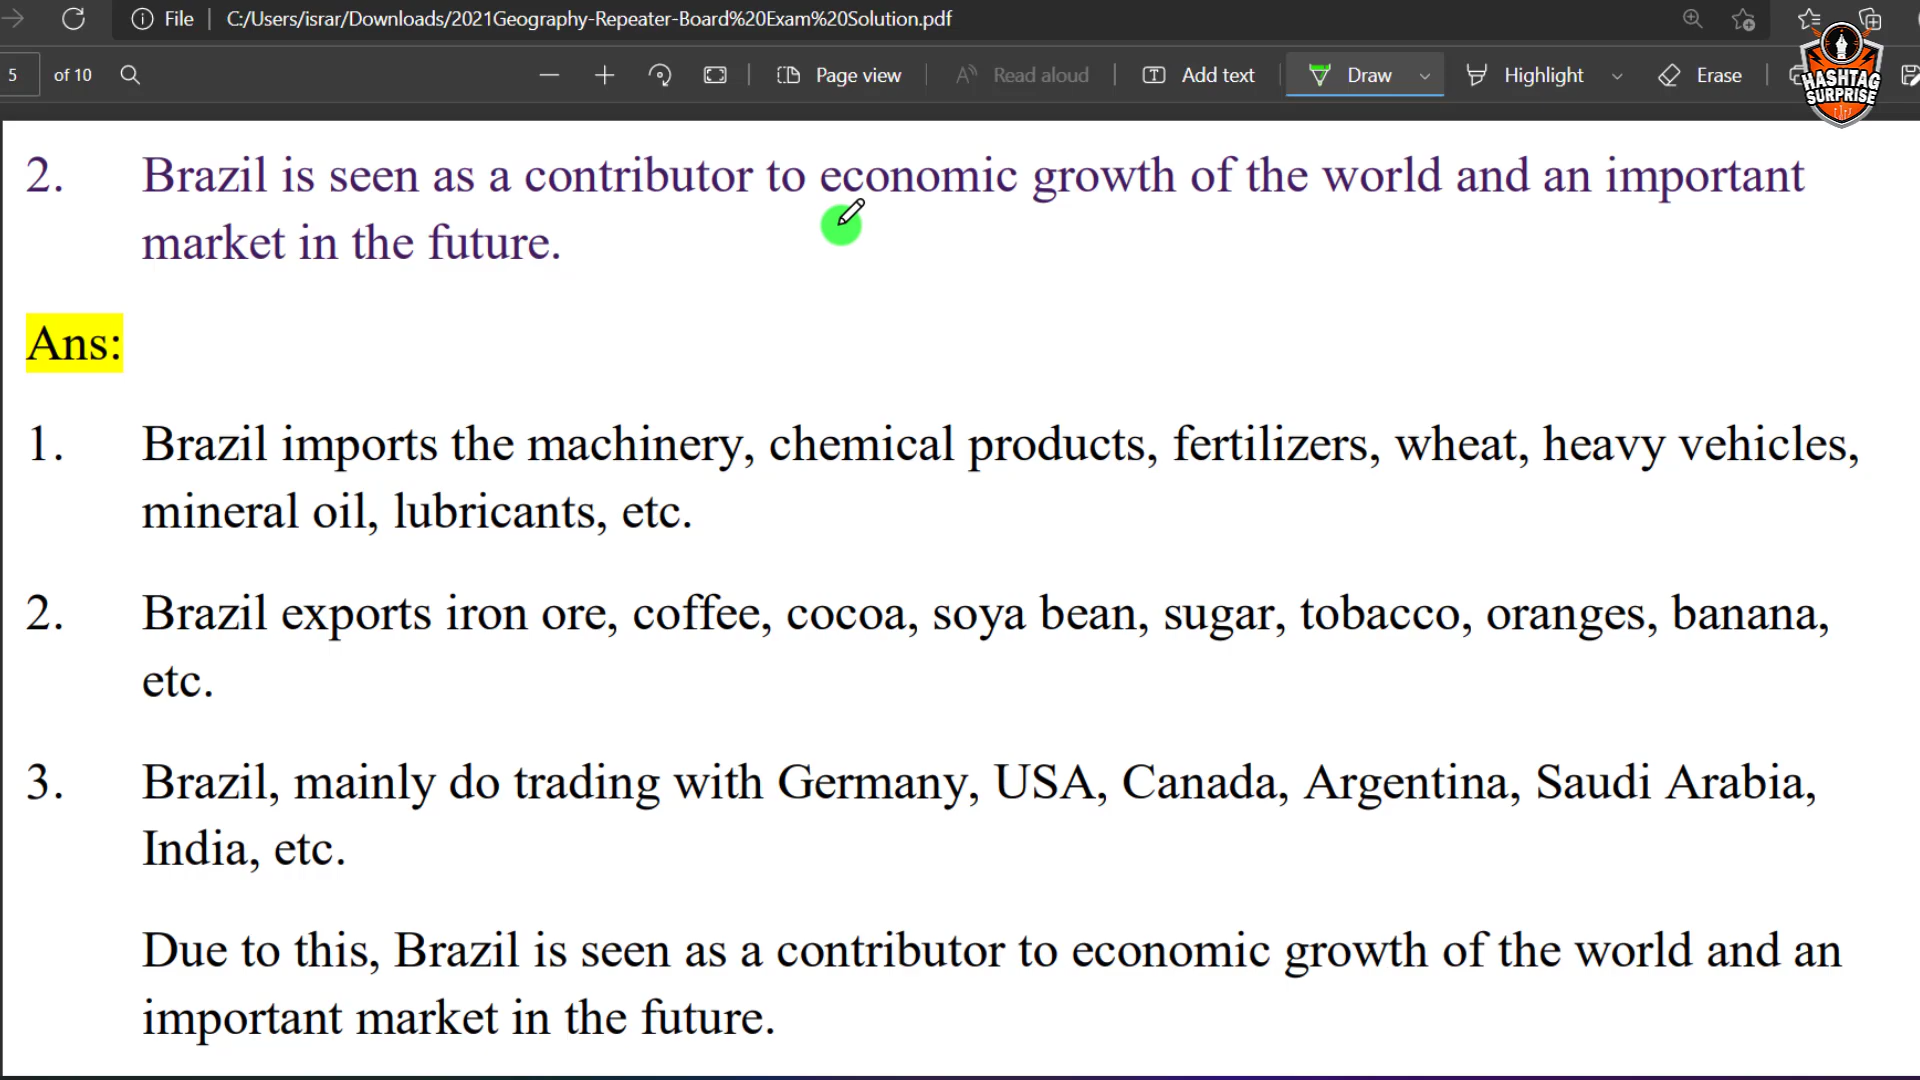 File | C:/Users/israr/Downloads/2021Geography-Repeater-Board%20Exam%20Solution.pdf
5 of 10 Page view Read aloud Add text Draw Highlight Erase
HASHTAG
SURPRISE
2. Brazil is seen as a contributor to economic growth of the world and an important
market in the future.
Ans:
1. Brazil imports the machinery, chemical products, fertilizers, wheat, heavy vehicles,
mineral oil, lubricants, etc.
2. Brazil exports iron ore, coffee, cocoa, soya bean, sugar, tobacco, oranges, banana,
etc.
3. Brazil, mainly do trading with Germany, USA, Canada, Argentina, Saudi Arabia,
India, etc.
Due to this, Brazil is seen as a contributor to economic growth of the world and an
important market in the future.